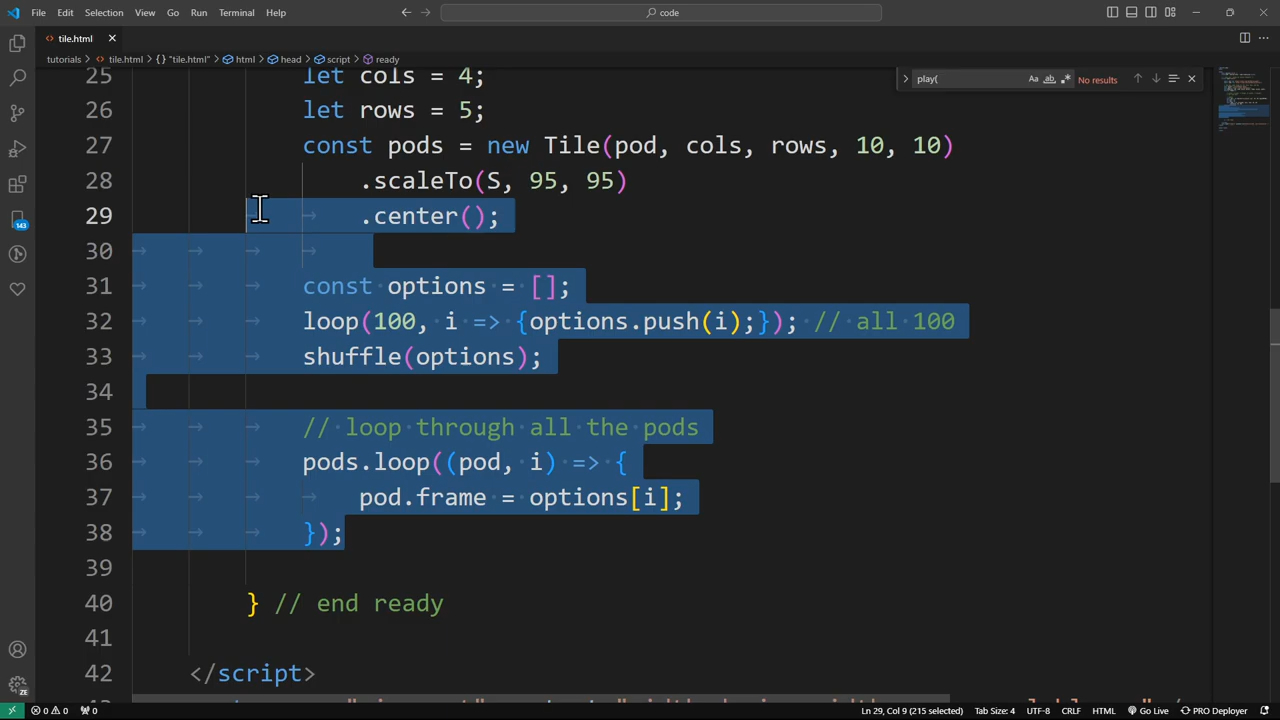 File Edit Selection View Go Run Terminal Help
code
tile.html
tutorials > tile.html > {} "tile.html" > html > head > script > ready
play(
Aa ab .* No results
25 let cols = 4;
26 let rows = 5;
27 const pods = new Tile(pod, cols, rows, 10, 10)
28 .scaleTo(S, 95, 95)
29 .center();
30
31 const options = [];
32 loop(100, i => {options.push(i);}); // all 100
33 shuffle(options);
34
35 // loop through all the pods
36 pods.loop((pod, i) => {
37 pod.frame = options[i];
38 });
39
40 } // end ready
41
42 </script>
143
ZE
0 0 0 Ln 29, Col 9 (215 selected) Tab Size: 4 UTF-8 CRLF HTML Go Live PRO Deployer